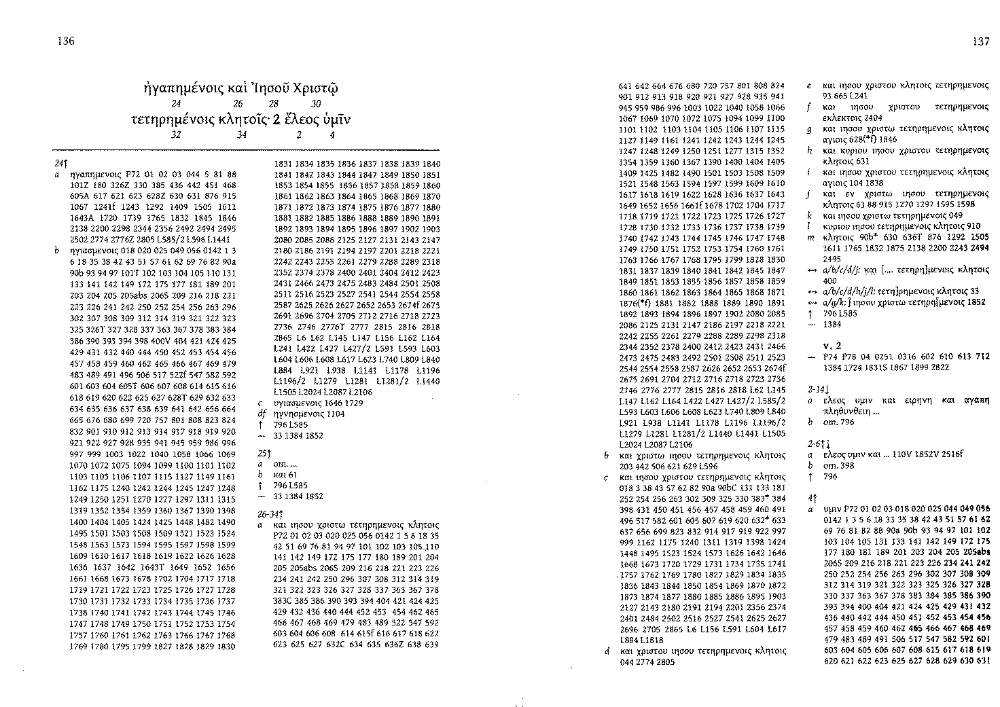 136
ἠγαπημένοις καὶ Ἰησοῦ Χριστῷ
24 26 28 30
τετηρημένοις κλητοῖς· 2 ἔλεος ὑμῖν
32 34 2 4
24↑
a ηγαπημενοις P72 01 02 03 044 5 81 88
101Z 180 326Z 330 385 436 442 451 468
605A 617 621 623 628Z 630 631 876 915
1067 1241f 1243 1292 1409 1505 1611
1643A 1720 1739 1765 1832 1845 1846
2138 2200 2298 2344 2356 2492 2494 2495
2502 2774 2776Z 2805 L585/2 L596 L1441
b ηγιασμενοις 018 020 025 049 056 0142 1 3
6 18 35 38 42 43 51 57 61 62 69 76 82 90a
90b 93 94 97 101T 102 103 104 105 110 131
133 141 142 149 172 175 177 181 189 201
203 204 205 205abs 206S 209 216 218 221
223 226 241 242 250 252 254 256 263 296
302 307 308 309 312 314 319 321 322 323
325 326T 327 328 337 363 367 378 383 384
386 390 393 394 398 400V 404 421 424 425
429 431 432 440 444 450 452 453 454 456
457 458 459 460 462 465 466 467 469 479
483 489 491 496 506 517 522f 547 582 592
601 603 604 605T 606 607 608 614 615 616
618 619 620 622 625 627 628T 629 632 633
634 635 636 637 638 639 641 642 656 664
665 676 680 699 720 757 801 808 823 824
832 901 910 912 913 914 917 918 919 920
921 922 927 928 935 941 945 959 986 996
997 999 1003 1022 1040 1058 1066 1069
1070 1072 1075 1094 1099 1100 1101 1102
1103 1105 1106 1107 1115 1127 1149 1161
1162 1175 1240 1242 1244 1245 1247 1248
1249 1250 1251 1270 1277 1297 1311 1315
1319 1352 1354 1359 1360 1367 1390 1398
1400 1404 1405 1424 1425 1448 1482 1490
1495 1501 1503 1508 1509 1521 1523 1524
1548 1563 1573 1594 1595 1597 1598 1599
1609 1610 1617 1618 1619 1622 1626 1628
1636 1637 1642 1643T 1649 1652 1656
1661 1668 1673 1678 1702 1704 1717 1718
1719 1721 1722 1723 1725 1726 1727 1728
1730 1731 1732 1733 1734 1735 1736 1737
1738 1740 1741 1742 1743 1744 1745 1746
1747 1748 1749 1750 1751 1752 1753 1754
1757 1760 1761 1762 1763 1766 1767 1768
1769 1780 1795 1799 1827 1828 1829 1830
1831 1834 1835 1836 1837 1838 1839 1840
1841 1842 1843 1844 1847 1849 1850 1851
1853 1854 1855 1856 1857 1858 1859 1860
1861 1862 1863 1864 1865 1868 1869 1870
1871 1872 1873 1874 1875 1876 1877 1880
1881 1882 1885 1886 1888 1889 1890 1891
1892 1893 1894 1895 1896 1897 1902 1903
2080 2085 2086 2125 2127 2131 2143 2147
2180 2186 2191 2194 2197 2201 2218 2221
2242 2243 2255 2261 2279 2288 2289 2318
2352 2374 2378 2400 2401 2404 2412 2423
2431 2466 2473 2475 2483 2484 2501 2508
2511 2516 2523 2527 2541 2544 2554 2558
2587 2625 2626 2627 2652 2653 2674f 2675
2691 2696 2704 2705 2712 2716 2718 2723
2736 2746 2776T 2777 2815 2816 2818
2865 L6 L62 L145 L147 L156 L162 L164
L241 L422 L427 L427/2 L591 L593 L603
L604 L606 L608 L617 L623 L740 L809 L840
L884 L921 L938 L1141 L1178 L1196
L1196/2 L1279 L1281 L1281/2 L1440
L1505 L2024 L2087 L2106
c υγιασμενοις 1646 1729
df ηγνησμενοις 1104
↑ 796 L585
— 33 1384 1852
25↑
a om. ...
b και 61
↑ 796 L585
— 33 1384 1852
26-34↑
a και ιησου χριστω τετηρημενοις κλητοις
P72 01 02 03 020 025 056 0142 1 5 6 18 35
42 51 69 76 81 94 97 101 102 103 105 110
141 142 149 172 175 177 180 189 201 204
205 205abs 206S 209 216 218 221 223 226
234 241 242 250 296 307 308 312 314 319
321 322 323 326 327 328 337 363 367 378
383C 385 386 390 393 394 404 421 424 425
429 432 436 440 444 452 453 454 462 465
466 467 468 469 479 483 489 522 547 592
603 604 606 608 614 615f 616 617 618 622
623 625 627 632C 634 635 636Z 638 639
137
641 642 664 676 680 720 757 801 808 824
901 912 913 918 920 921 927 928 935 941
945 959 986 996 1003 1022 1040 1058 1066
1067 1069 1070 1072 1075 1094 1099 1100
1101 1102 1103 1104 1105 1106 1107 1115
1127 1149 1161 1241 1242 1243 1244 1245
1247 1248 1249 1250 1251 1277 1315 1352
1354 1359 1360 1367 1390 1400 1404 1405
1409 1425 1482 1490 1501 1503 1508 1509
1521 1548 1563 1594 1597 1599 1609 1610
1617 1618 1619 1622 1628 1636 1637 1643
1649 1652 1656 1661f 1678 1702 1704 1717
1718 1719 1721 1722 1723 1725 1726 1727
1728 1730 1732 1733 1736 1737 1738 1739
1740 1742 1743 1744 1745 1746 1747 1748
1749 1750 1751 1752 1753 1754 1760 1761
1763 1766 1767 1768 1795 1799 1828 1830
1831 1837 1839 1840 1841 1842 1845 1847
1849 1851 1853 1855 1856 1857 1858 1859
1860 1861 1862 1863 1864 1865 1868 1871
1876(*f) 1881 1882 1888 1889 1890 1891
1892 1893 1894 1896 1897 1902 2080 2085
2086 2125 2131 2147 2186 2197 2218 2221
2242 2255 2261 2279 2288 2289 2298 2318
2344 2352 2378 2400 2412 2423 2431 2466
2473 2475 2483 2492 2501 2508 2511 2523
2544 2554 2558 2587 2626 2652 2653 2674f
2675 2691 2704 2712 2716 2718 2723 2736
2746 2776 2777 2815 2816 2818 L62 L145
L147 L162 L164 L422 L427 L427/2 L585/2
L593 L603 L606 L608 L623 L740 L809 L840
L921 L938 L1141 L1178 L1196 L1196/2
L1279 L1281 L1281/2 L1440 L1441 L1505
L2024 L2087 L2106
b και χριστω ιησου τετηρημενοις κλητοις
203 442 506 621 629 L596
c και ιησου χριστου τετηρημενοις κλητοις
018 3 38 43 57 62 82 90a 90bC 131 133 181
252 254 256 263 302 309 325 330 383* 384
398 431 450 451 456 457 458 459 460 491
496 517 582 601 605 607 619 620 632* 633
637 656 699 823 832 914 917 919 922 997
999 1162 1175 1240 1311 1319 1398 1424
1448 1495 1523 1524 1573 1626 1642 1646
1668 1673 1720 1729 1731 1734 1735 1741
1757 1762 1769 1780 1827 1829 1834 1835
1836 1843 1844 1850 1854 1869 1870 1872
1873 1874 1877 1880 1885 1886 1895 1903
2127 2143 2180 2191 2194 2201 2356 2374
2401 2484 2502 2516 2527 2541 2625 2627
2696 2705 2865 L6 L156 L591 L604 L617
L884 L1818
d και χριστου ιησου τετηρημενοις κλητοις
044 2774 2805
e και ιησου χριστου κλητοις τετηρημενοις
93 665 L241
f και ιησου χριστου τετηρημενοις
εκλεκτοις 2404
g και ιησου χριστω τετηρημενοις κλητοις
αγιοις 628(*f) 1846
h και κυριου ιησου χριστου τετηρημενοις
κλητοις 631
i και ιησου χριστου τετηρημενοις κλητοις
αγιοις 104 1838
j και εν χριστω ιησου τετηρημενοις
κλητοις 61 88 915 1270 1297 1595 1598
k και ιησου χριστω τετηρημενοις 049
l κυριου ιησου τετηρημενοις κλητοις 910
m κλητοις 90b* 630 636T 876 1292 1505
1611 1765 1832 1875 2138 2200 2243 2494
2495
↔ a/b/c/d/j: και [.... τετηρη]μενοις κλητοις
400
↔ a/b/c/d/h/j/l: τετη]ρημενοις κλητοις 33
↔ a/g/k: ] ιησου χριστω τετηρη[μενοις 1852
↑ 796 L585
— 1384
v. 2
— P74 P78 04 0251 0316 602 610 613 712
1384 1724 1831S 1867 1899 2822
2-14↓
a ελεος υμιν και ειρηνη και αγαπη
πληθυνθειη ...
b om. 796
2-6↑↓
a ελεος υμιν και ... 110V 1852V 2516f
b om. 398
↑ 796
4↑
a υμιν P72 01 02 03 018 020 025 044 049 056
0142 1 3 5 6 18 33 35 38 42 43 51 57 61 62
69 76 81 82 88 90a 90b 93 94 97 101 102
103 104 105 131 133 141 142 149 172 175
177 180 181 189 201 203 204 205 205abs
206S 209 216 218 221 223 226 234 241 242
250 252 254 256 263 296 302 307 308 309
312 314 319 321 322 323 325 326 327 328
330 337 363 367 378 383 384 385 386 390
393 394 400 404 421 424 425 429 431 432
436 440 442 444 450 451 452 453 454 456
457 458 459 460 462 465 466 467 468 469
479 483 489 491 506 517 547 582 592 601
603 604 605 606 607 608 615 617 618 619
620 621 622 623 625 627 628 629 630 631